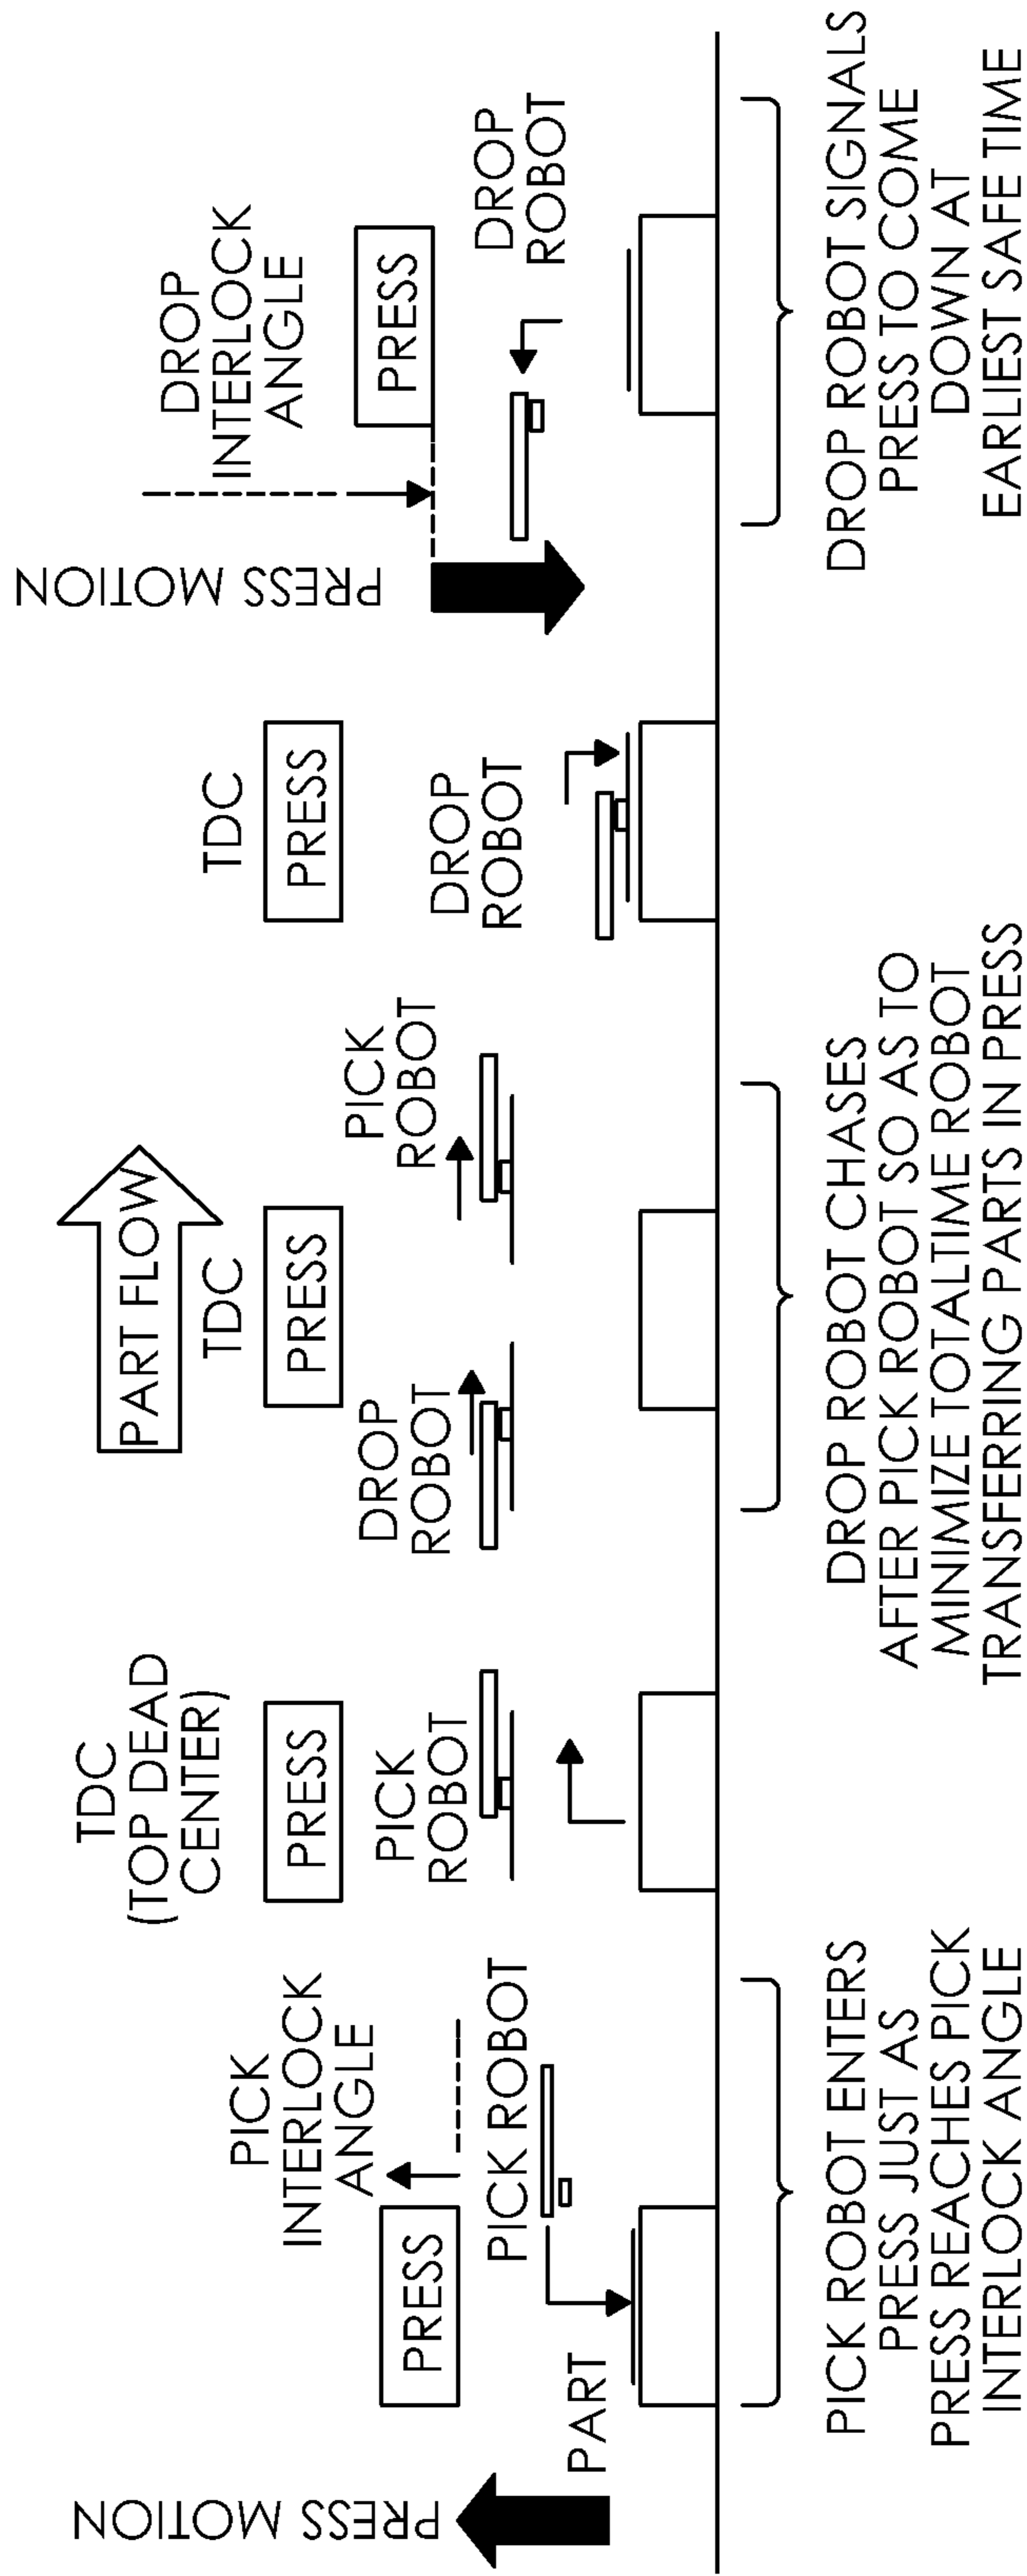 PRESS MOTION
PICK
INTERLOCK
ANGLE
PRESS
PICK ROBOT
PART
PICK ROBOT ENTERS
PRESS JUST AS
PRESS REACHES PICK
INTERLOCK ANGLE
TDC
(TOP DEAD
CENTER)
PRESS
PICK
ROBOT
PART FLOW
TDC
PRESS
DROP
ROBOT
PICK
ROBOT
DROP ROBOT CHASES
AFTER PICK ROBOT SO AS TO
MINIMIZE TOTALTIME ROBOT
TRANSFERRING PARTS IN PRESS
TDC
PRESS
DROP
ROBOT
PRESS MOTION
DROP
INTERLOCK
ANGLE
PRESS
DROP
ROBOT
DROP ROBOT SIGNALS
PRESS TO COME
DOWN AT
EARLIEST SAFE TIME